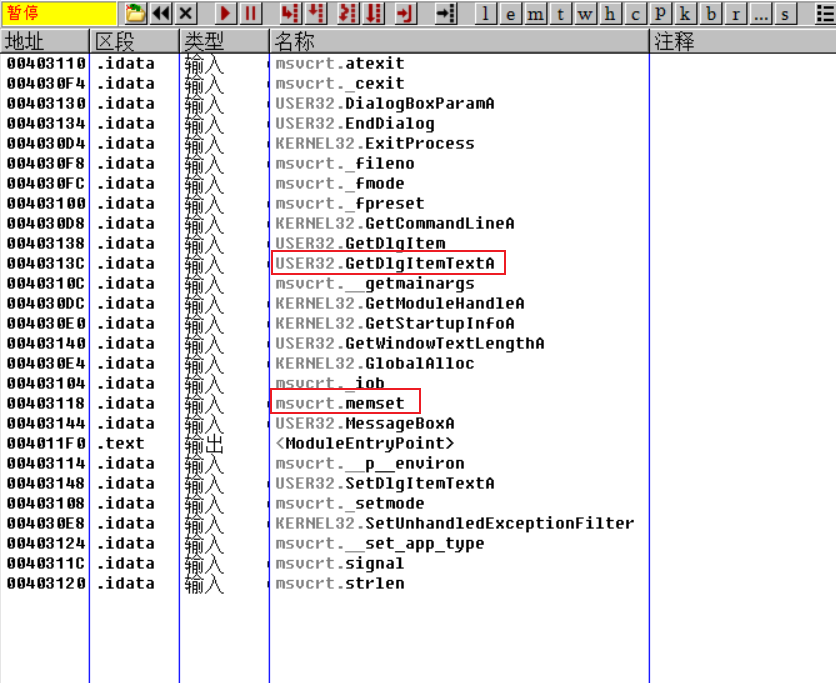 暂停 l e m t w h c p k b r ... s
地址 区段 类型 名称 注释
00403110 .idata 输入 msvcrt.atexit
004030F4 .idata 输入 msvcrt._cexit
00403130 .idata 输入 USER32.DialogBoxParamA
00403134 .idata 输入 USER32.EndDialog
004030D4 .idata 输入 KERNEL32.ExitProcess
004030F8 .idata 输入 msvcrt._fileno
004030FC .idata 输入 msvcrt._fmode
00403100 .idata 输入 msvcrt._fpreset
004030D8 .idata 输入 KERNEL32.GetCommandLineA
00403138 .idata 输入 USER32.GetDlgItem
0040313C .idata 输入 USER32.GetDlgItemTextA
0040310C .idata 输入 msvcrt.__getmainargs
004030DC .idata 输入 KERNEL32.GetModuleHandleA
004030E0 .idata 输入 KERNEL32.GetStartupInfoA
00403140 .idata 输入 USER32.GetWindowTextLengthA
004030E4 .idata 输入 KERNEL32.GlobalAlloc
00403104 .idata 输入 msvcrt._iob
00403118 .idata 输入 msvcrt.memset
00403144 .idata 输入 USER32.MessageBoxA
004011F0 .text 输出 <ModuleEntryPoint>
00403114 .idata 输入 msvcrt.__p__environ
00403148 .idata 输入 USER32.SetDlgItemTextA
00403108 .idata 输入 msvcrt._setmode
004030E8 .idata 输入 KERNEL32.SetUnhandledExceptionFilter
00403124 .idata 输入 msvcrt.__set_app_type
0040311C .idata 输入 msvcrt.signal
00403120 .idata 输入 msvcrt.strlen